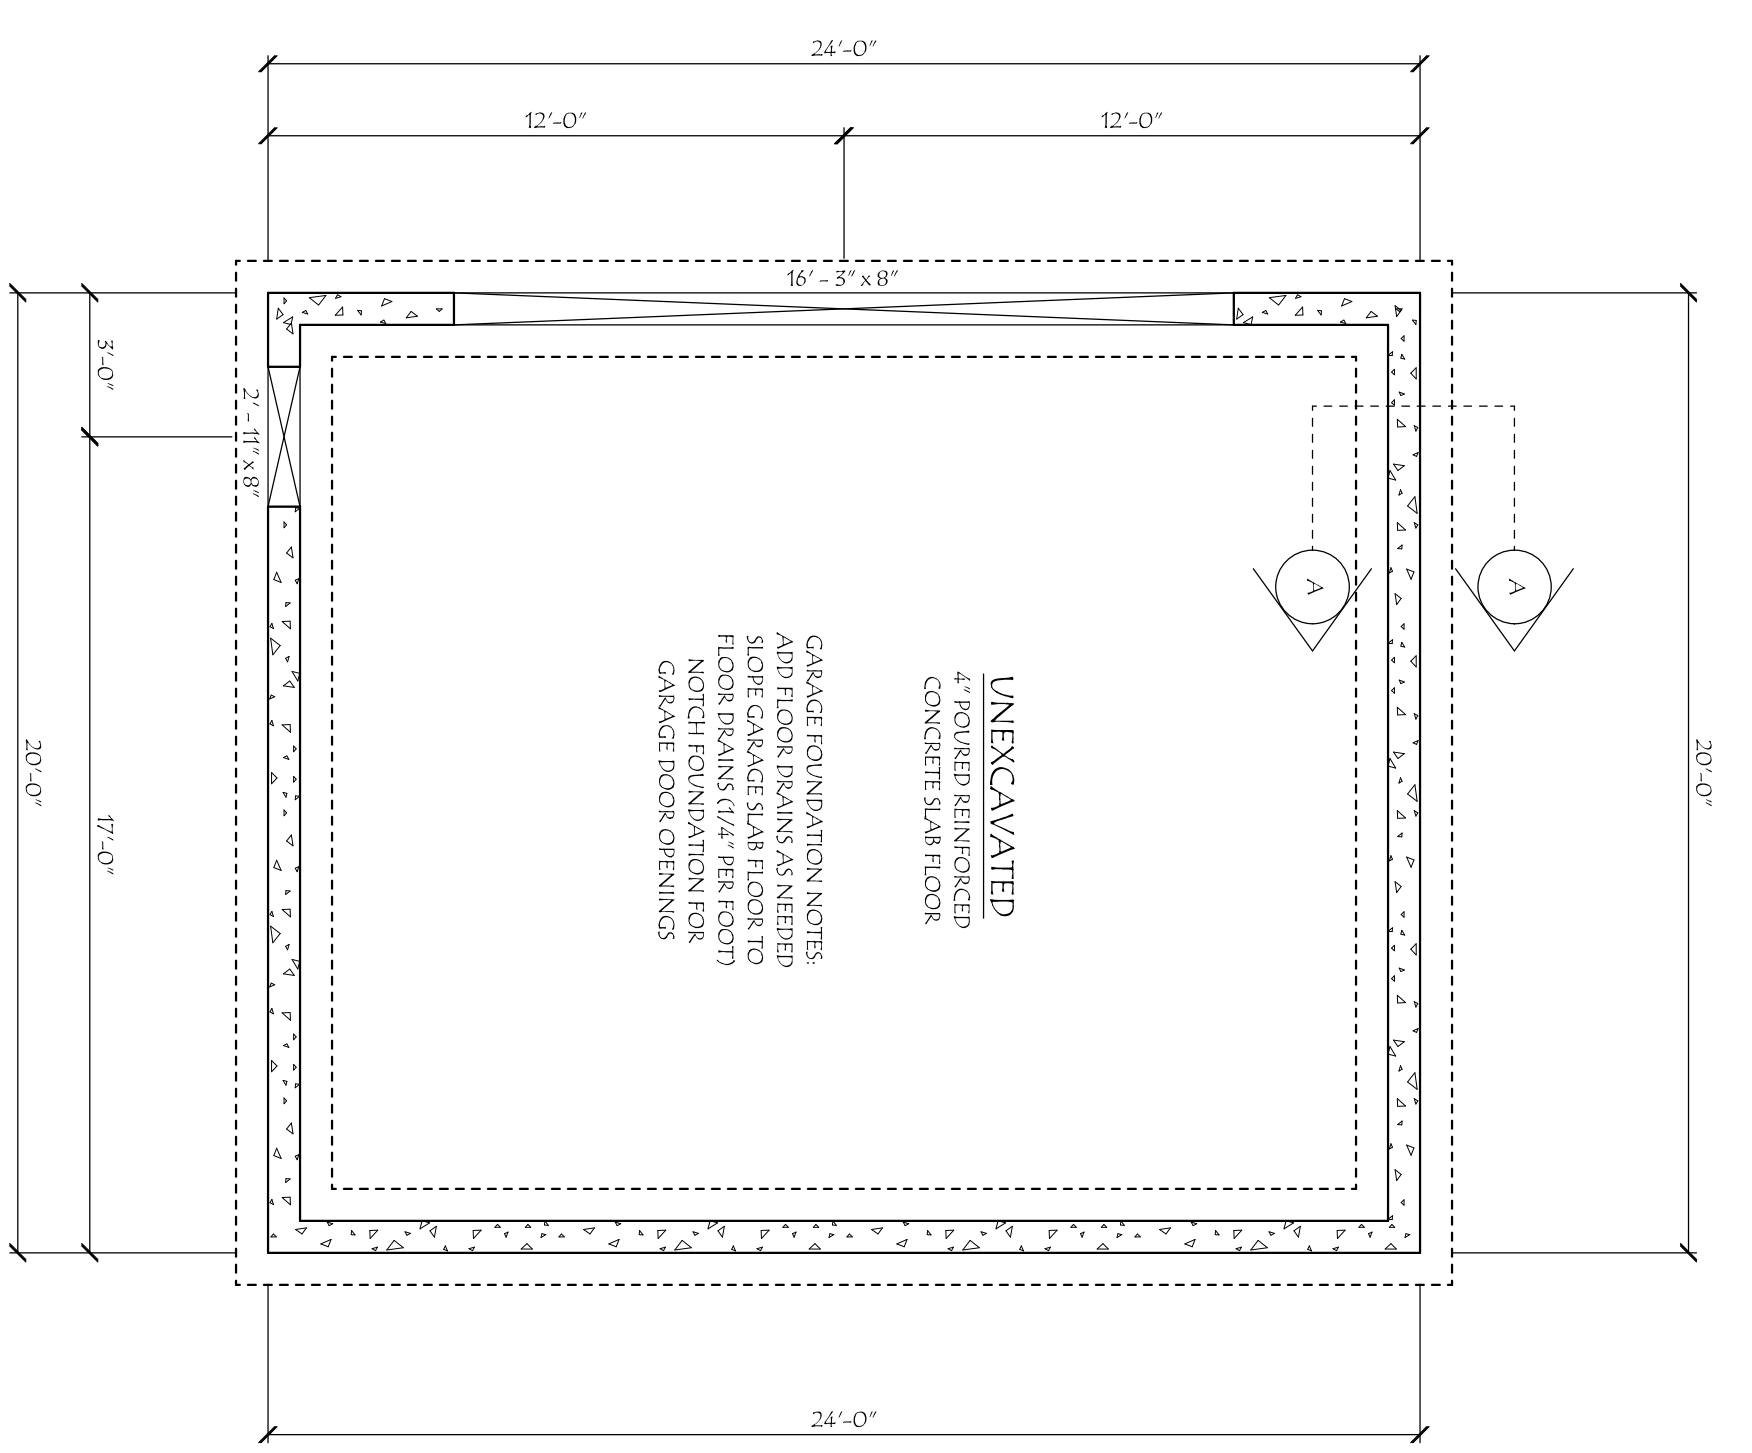 24'-0"
12'-0"
12'-0"
16' - 3" x 8"
3'-0"
2' - 11" x 8"
20'-0"
17'-0"
20'-0"
A
A
UNEXCAVATED
4" POURED REINFORCED
CONCRETE SLAB FLOOR
GARAGE FOUNDATION NOTES:
ADD FLOOR DRAINS AS NEEDED
SLOPE GARAGE SLAB FLOOR TO
FLOOR DRAINS (1/4" PER FOOT)
NOTCH FOUNDATION FOR
GARAGE DOOR OPENINGS
24'-0"